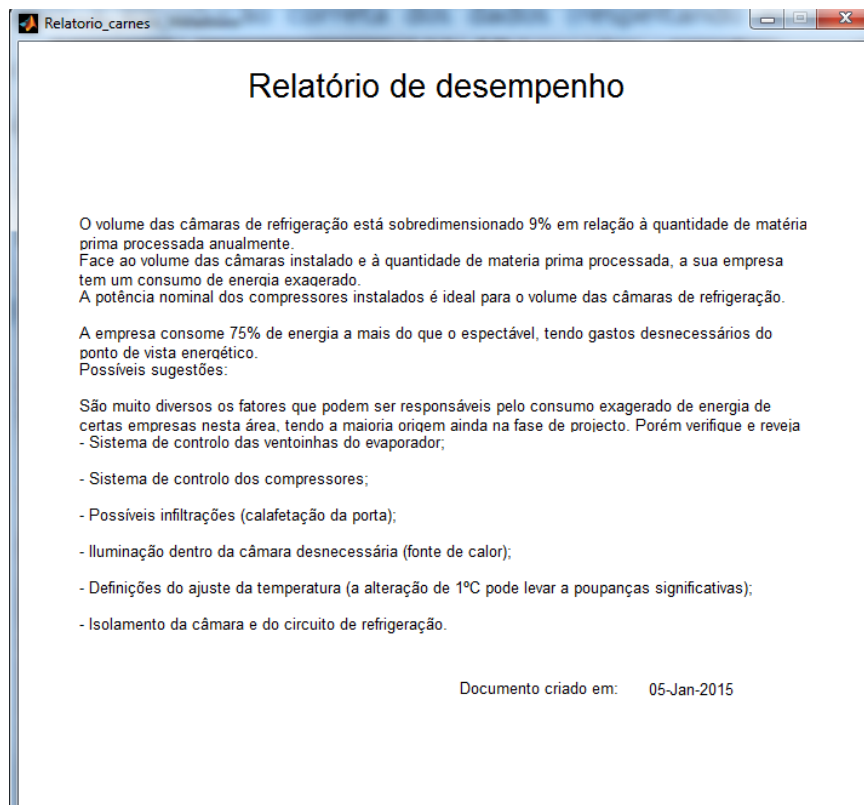 Relatorio_carnes
Relatório de desempenho
O volume das câmaras de refrigeração está sobredimensionado 9% em relação à quantidade de matéria
prima processada anualmente.
Face ao volume das câmaras instalado e à quantidade de materia prima processada, a sua empresa
tem um consumo de energia exagerado.
A potência nominal dos compressores instalados é ideal para o volume das câmaras de refrigeração.
A empresa consome 75% de energia a mais do que o espectável, tendo gastos desnecessários do
ponto de vista energético.
Possíveis sugestões:
São muito diversos os fatores que podem ser responsáveis pelo consumo exagerado de energia de
certas empresas nesta área, tendo a maioria origem ainda na fase de projecto. Porém verifique e reveja
- Sistema de controlo das ventoinhas do evaporador;
- Sistema de controlo dos compressores;
- Possíveis infiltrações (calafetação da porta);
- Iluminação dentro da câmara desnecessária (fonte de calor);
- Definições do ajuste da temperatura (a alteração de 1ºC pode levar a poupanças significativas);
- Isolamento da câmara e do circuito de refrigeração.
Documento criado em: 05-Jan-2015